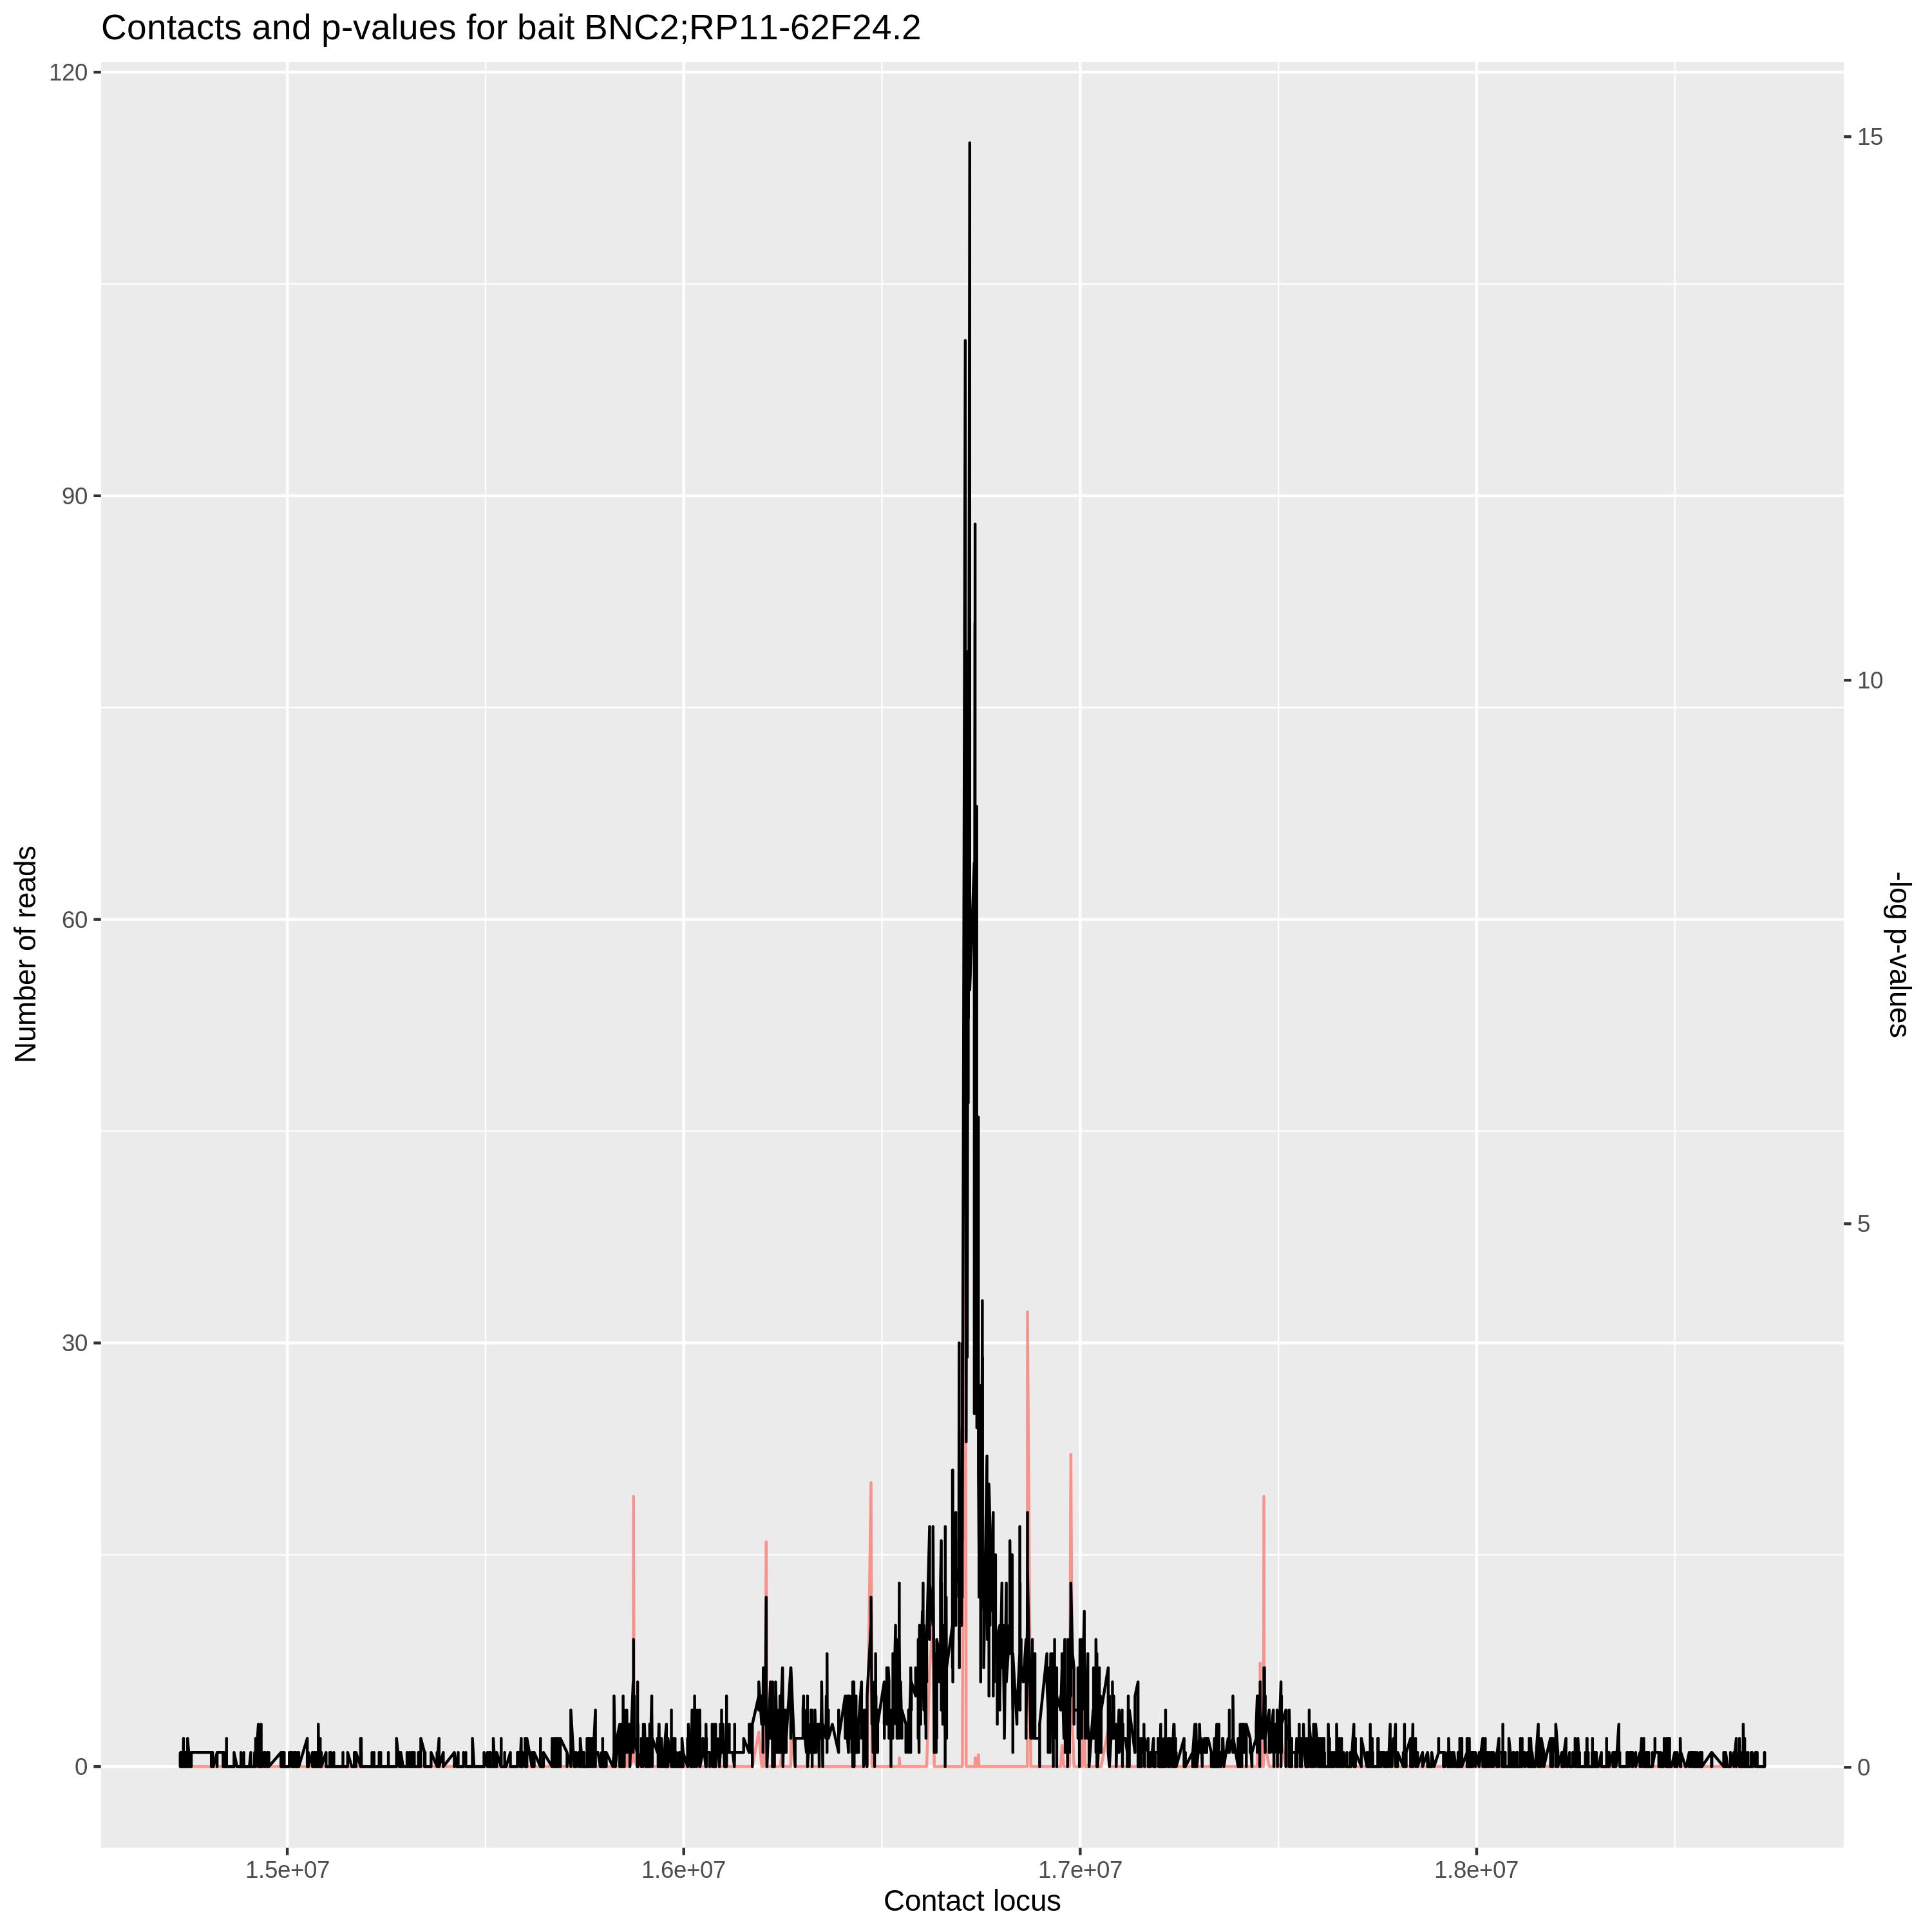 Contacts and p-values for bait BNC2;RP11-62F24.2
120
90
60
30
0
Number of reads
15
10
5
0
-log p-values
1.5e+07
1.6e+07
1.7e+07
1.8e+07
Contact locus